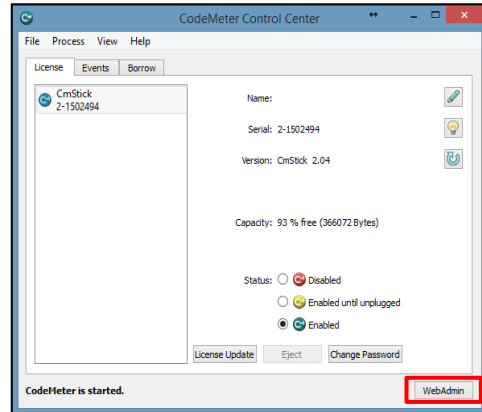 CodeMeter Control Center
File Process View Help
License Events Borrow
CmStick
2-1502494
Name:
Serial: 2-1502494
Version: CmStick 2.04
Capacity: 93 % free (366072 Bytes)
Status: Disabled
Enabled until unplugged
Enabled
License Update Eject Change Password
CodeMeter is started. WebAdmin